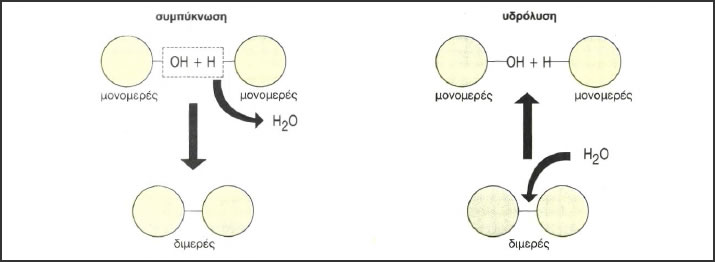 συμπύκνωση
OH + H
μονομερές
μονομερές
H₂O
διμερές
υδρόλυση
OH + H
μονομερές
μονομερές
H₂O
διμερές